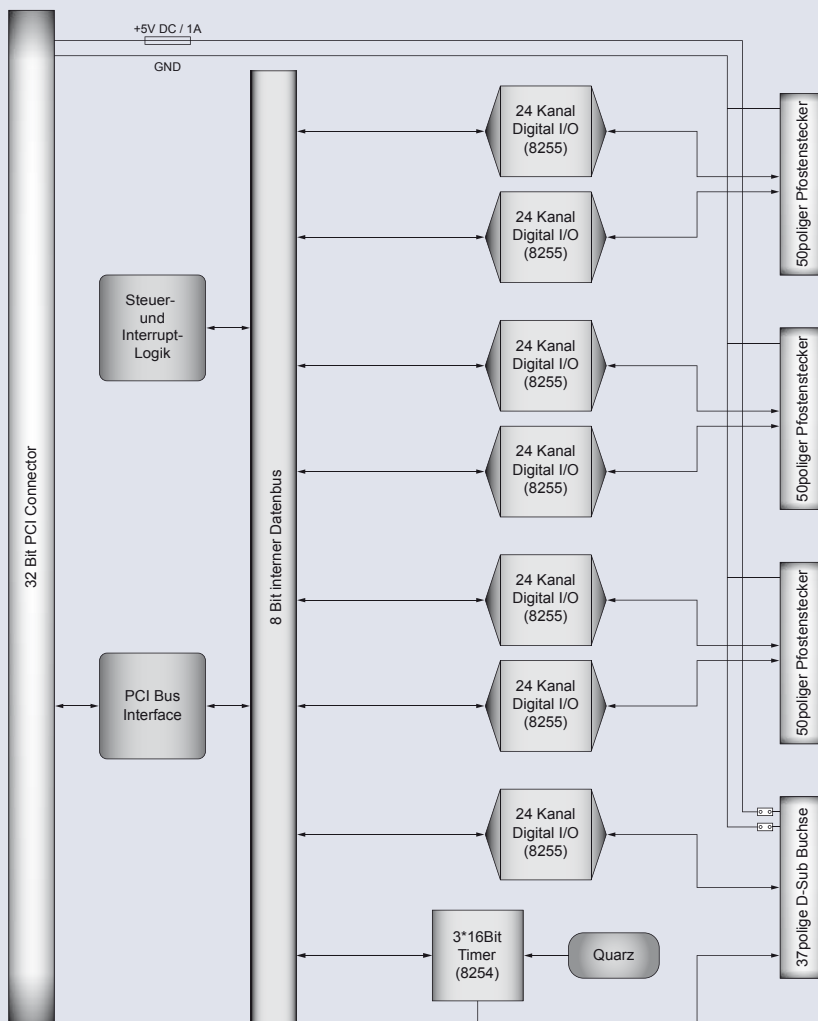 +5V DC / 1A
GND
32 Bit PCI Connector
8 Bit interner Datenbus
Steuer-
und
Interrupt-
Logik
PCI Bus
Interface
24 Kanal
Digital I/O
(8255)
24 Kanal
Digital I/O
(8255)
50poliger Pfostenstecker
24 Kanal
Digital I/O
(8255)
24 Kanal
Digital I/O
(8255)
50poliger Pfostenstecker
24 Kanal
Digital I/O
(8255)
24 Kanal
Digital I/O
(8255)
50poliger Pfostenstecker
24 Kanal
Digital I/O
(8255)
37polige D-Sub Buchse
3*16Bit
Timer
(8254)
Quarz